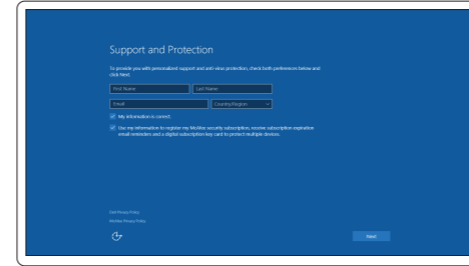 Support and Protection
To provide you with personalized support and anti-virus protection, check both preferences below and
click Next.
First Name
Last Name
Email
Country/Region
My information is correct.
Use my information to register my McAfee security subscription, receive subscription expiration
email reminders and a digital subscription key card to protect multiple devices.
Dell Privacy Policy
McAfee Privacy Policy
Next